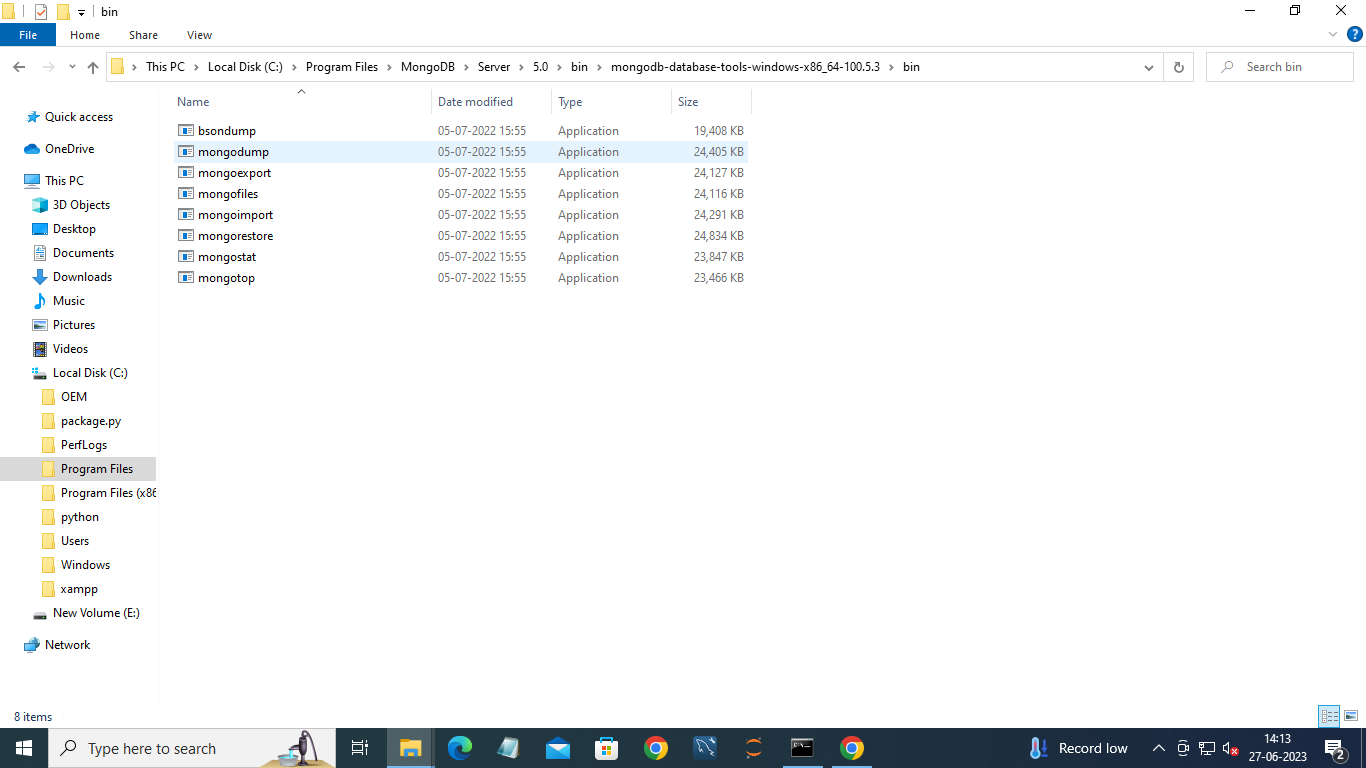 bin
File Home Share View
This PC Local Disk (C:) Program Files MongoDB Server 5.0 bin mongodb-database-tools-windows-x86_64-100.5.3 bin Search bin
Name Date modified Type Size
Quick access
OneDrive
This PC
3D Objects
Desktop
Documents
Downloads
Music
Pictures
Videos
Local Disk (C:)
OEM
package.py
PerfLogs
Program Files
Program Files (x86
python
Users
Windows
xampp
New Volume (E:)
Network
bsondump 05-07-2022 15:55 Application 19,408 KB
mongodump 05-07-2022 15:55 Application 24,405 KB
mongoexport 05-07-2022 15:55 Application 24,127 KB
mongofiles 05-07-2022 15:55 Application 24,116 KB
mongoimport 05-07-2022 15:55 Application 24,291 KB
mongorestore 05-07-2022 15:55 Application 24,834 KB
mongostat 05-07-2022 15:55 Application 23,847 KB
mongotop 05-07-2022 15:55 Application 23,466 KB
8 items
Type here to search
Record low
14:13
27-06-2023
2